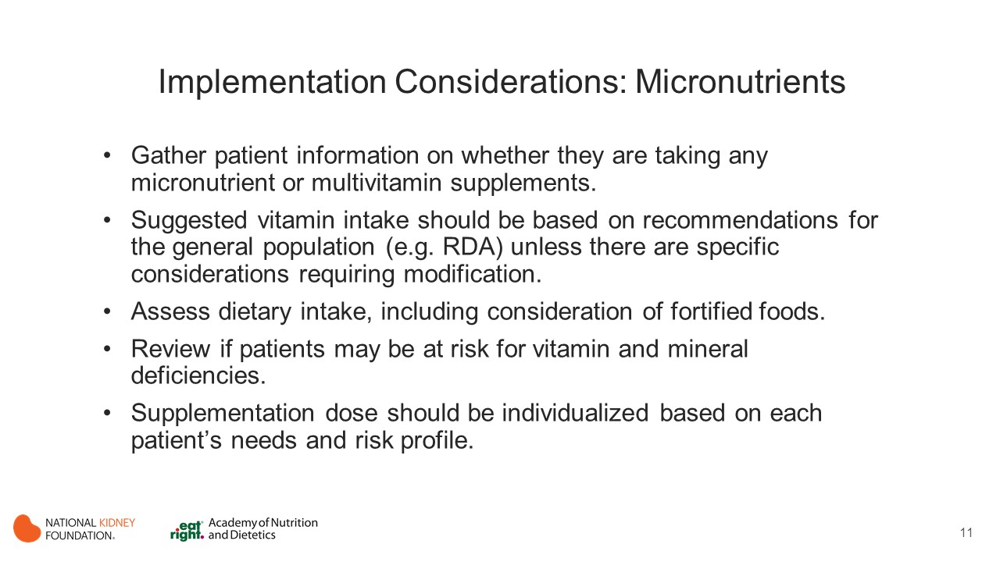 Implementation Considerations: Micronutrients
• Gather patient information on whether they are taking any
micronutrient or multivitamin supplements.
• Suggested vitamin intake should be based on recommendations for
the general population (e.g. RDA) unless there are specific
considerations requiring modification.
• Assess dietary intake, including consideration of fortified foods.
• Review if patients may be at risk for vitamin and mineral
deficiencies.
• Supplementation dose should be individualized based on each
patient’s needs and risk profile.
NATIONAL KIDNEY
FOUNDATION®
eat
right.
Academy of Nutrition
and Dietetics
11